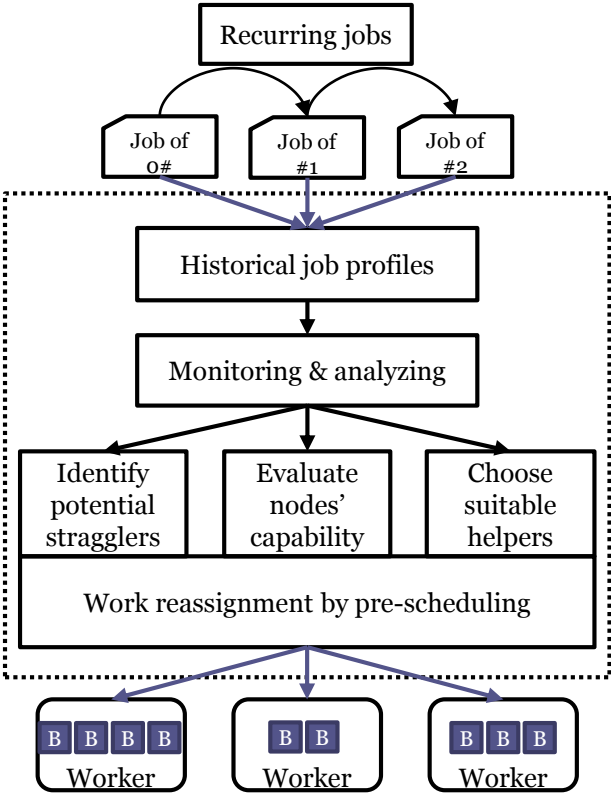 Recurring jobs
Job of
0#
Job of
#1
Job of
#2
Historical job profiles
Monitoring & analyzing
Identify
potential
stragglers
Evaluate
nodes’
capability
Choose
suitable
helpers
Work reassignment by pre-scheduling
B B B B
Worker
B B
Worker
B B B
Worker